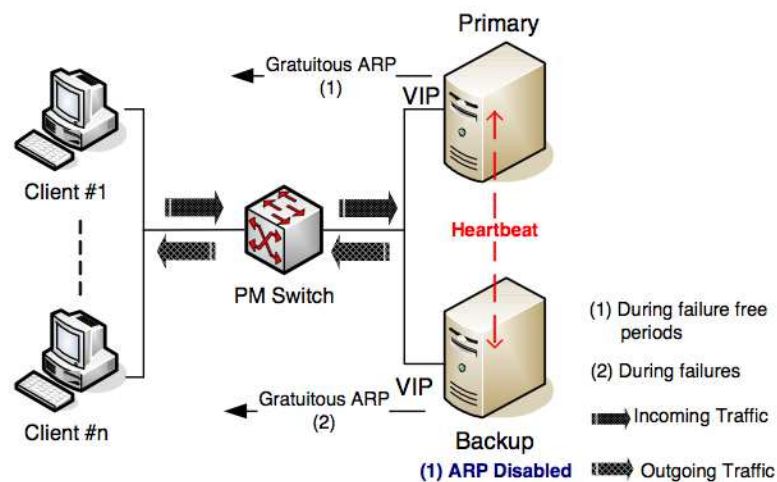 Primary
Gratuitous ARP
(1)
VIP
Client #1
Heartbeat
PM Switch
(1) During failure free
periods
(2) During failures
VIP
Gratuitous ARP
(2)
Client #n
Backup
(1) ARP Disabled
Incoming Traffic
Outgoing Traffic